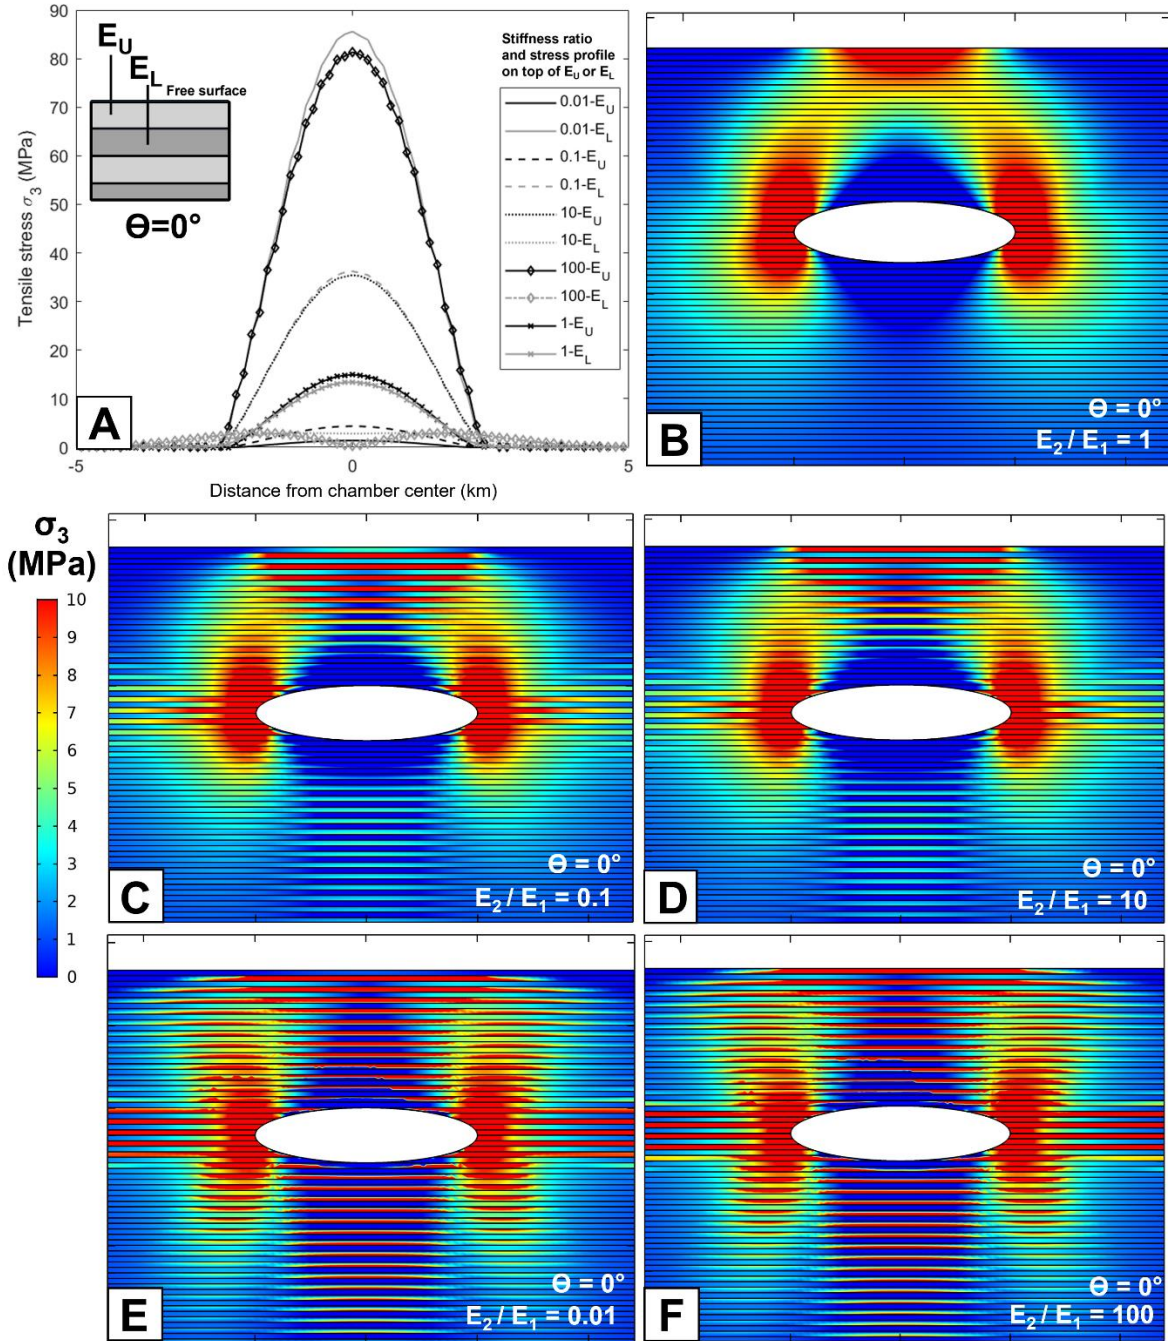 90
80
70
60
50
40
30
20
10
0
Tensile stress σ3 (MPa)
EU
EL
Free surface
Θ=0°
Stiffness ratio
and stress profile
on top of EU or EL
0.01-EU
0.01-EL
0.1-EU
0.1-EL
10-EU
10-EL
100-EU
100-EL
1-EU
1-EL
A
-5 0 5
Distance from chamber center (km)
B
Θ = 0°
E2 / E1 = 1
σ3
(MPa)
10
9
8
7
6
5
4
3
2
1
0
C
Θ = 0°
E2 / E1 = 0.1
D
Θ = 0°
E2 / E1 = 10
E
Θ = 0°
E2 / E1 = 0.01
F
Θ = 0°
E2 / E1 = 100